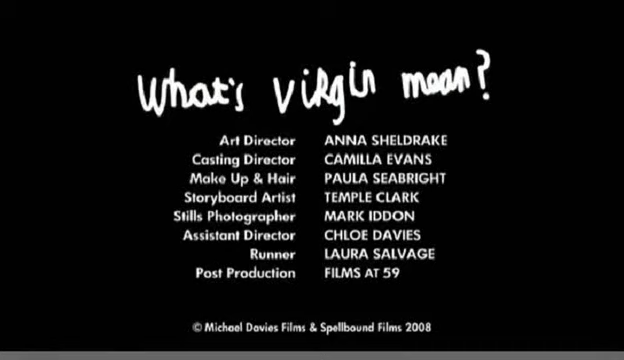 What's virgin mean?
Art Director ANNA SHELDRAKE
Casting Director CAMILLA EVANS
Make Up & Hair PAULA SEABRIGHT
Storyboard Artist TEMPLE CLARK
Stills Photographer MARK IDDON
Assistant Director CHLOE DAVIES
Runner LAURA SALVAGE
Post Production FILMS AT 59
© Michael Davies Films & Spellbound Films 2008